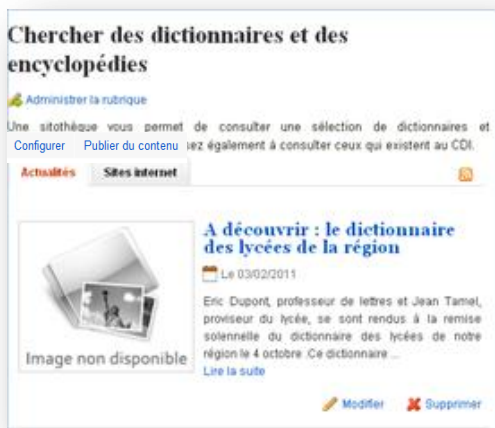 Chercher des dictionnaires et des
encyclopédies
Administrer la rubrique
Une sitothèque vous permet de consulter une sélection de dictionnaires et
Configurer Publier du contenu
également à consulter ceux qui existent au CDI.
Actualités Sites internet
A découvrir : le dictionnaire
des lycées de la région
Le 03/02/2011
Eric Dupont, professeur de lettres et Jean Tamel,
proviseur du lycée, se sont rendus à la remise
solennelle du dictionnaire des lycées de notre
région le 4 octobre .Ce dictionnaire ...
Lire la suite
Image non disponible
Modifier Supprimer